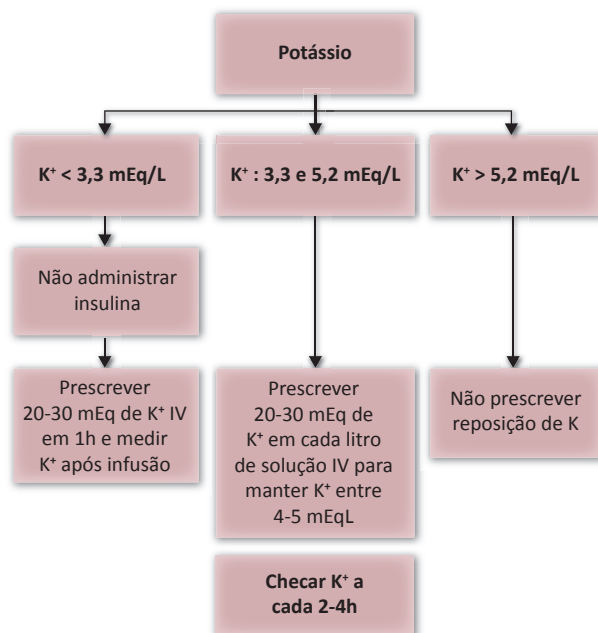 Potássio
K⁺ < 3,3 mEq/L
K⁺ : 3,3 e 5,2 mEq/L
K⁺ > 5,2 mEq/L
Não administrar
insulina
Prescrever
20-30 mEq de K⁺ IV
em 1h e medir
K⁺ após infusão
Prescrever
20-30 mEq de
K⁺ em cada litro
de solução IV para
manter K⁺ entre
4-5 mEqL
Não prescrever
reposição de K
Checar K⁺ a
cada 2-4h